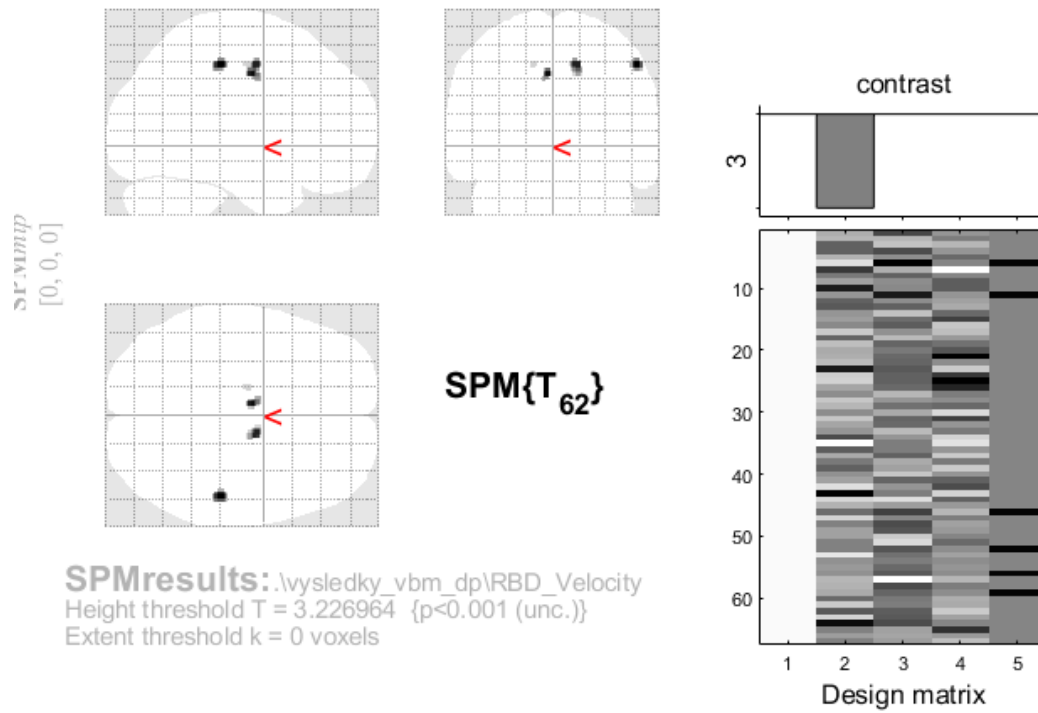 SPMmip
[0, 0, 0]
<
<
<
SPM{T62}
SPMresults: .\vysledky_vbm_dp\RBD_Velocity
Height threshold T = 3.226964 {p<0.001 (unc.)}
Extent threshold k = 0 voxels
contrast
3
10
20
30
40
50
60
1 2 3 4 5
Design matrix